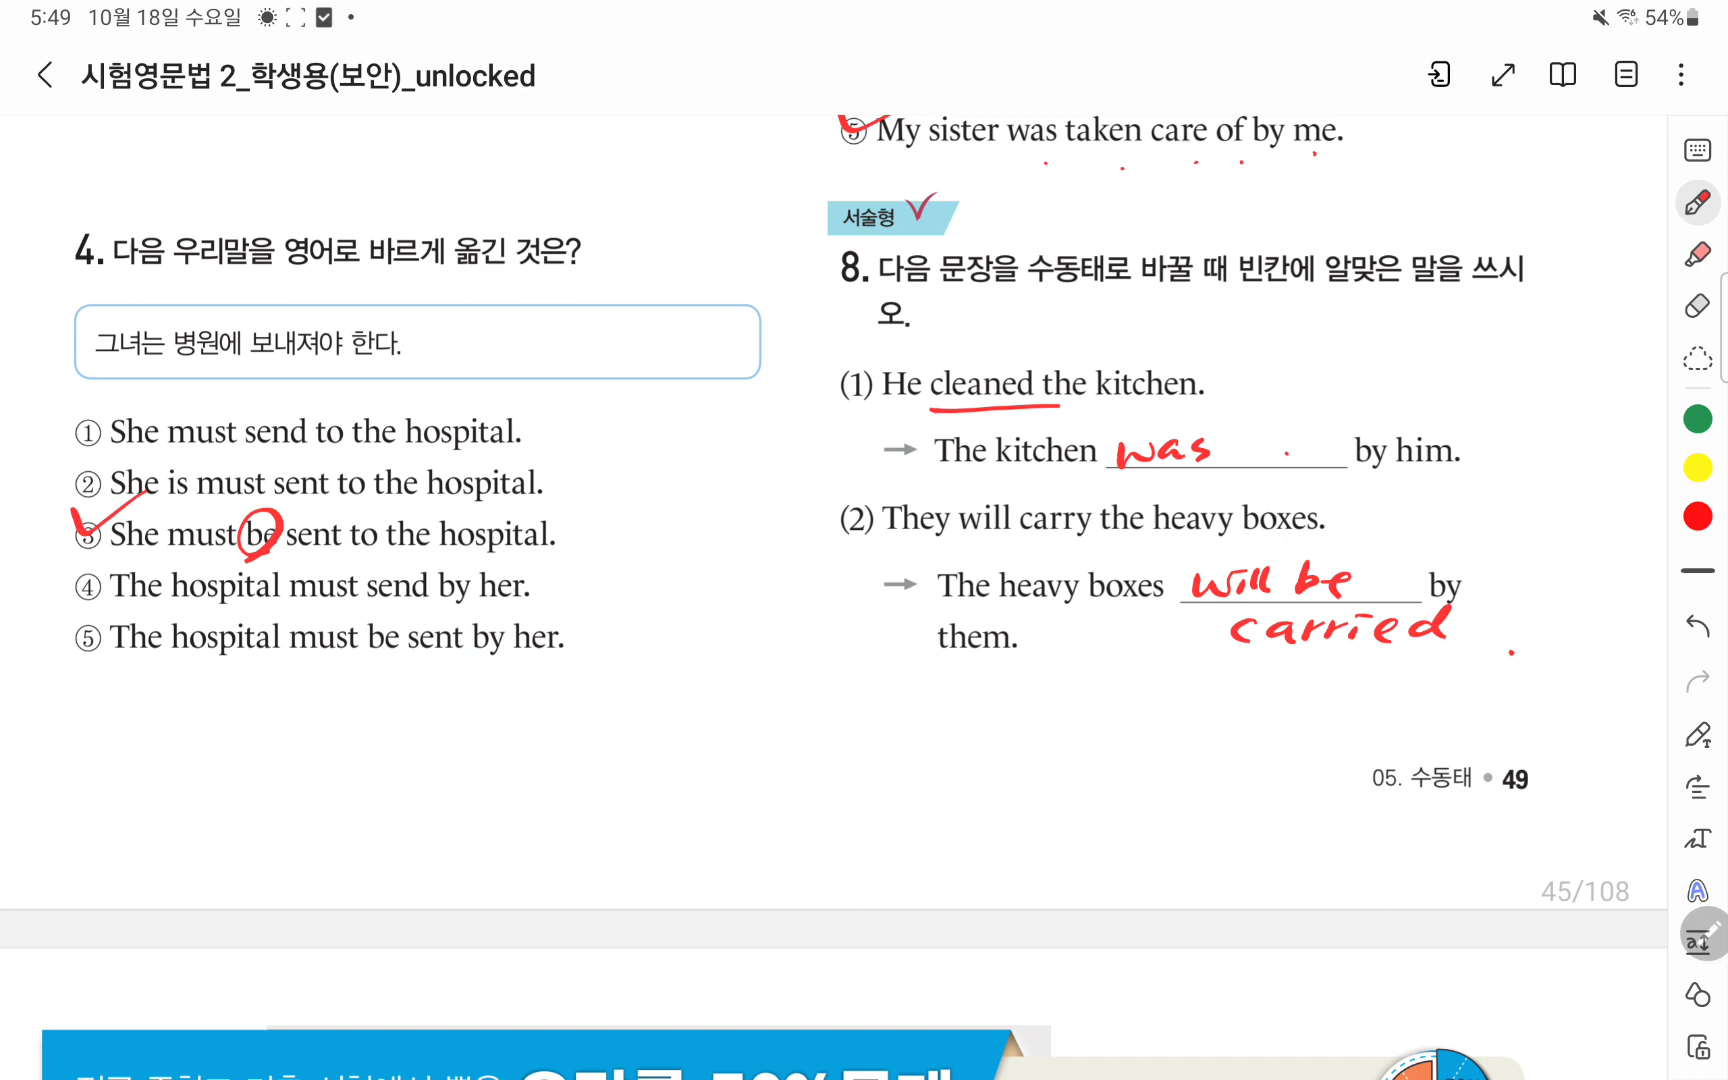 5:49 10월 18일 수요일
54%
시험영문법 2_학생용(보안)_unlocked
4. 다음 우리말을 영어로 바르게 옮긴 것은?
그녀는 병원에 보내져야 한다.
① She must send to the hospital.
② She is must sent to the hospital.
③ She must be sent to the hospital.
④ The hospital must send by her.
⑤ The hospital must be sent by her.
⑤ My sister was taken care of by me.
서술형
8. 다음 문장을 수동태로 바꿀 때 빈칸에 알맞은 말을 쓰시
오.
(1) He cleaned the kitchen.
→ The kitchen was by him.
(2) They will carry the heavy boxes.
→ The heavy boxes will be by
carried
them.
05. 수동태 • 49
45/108